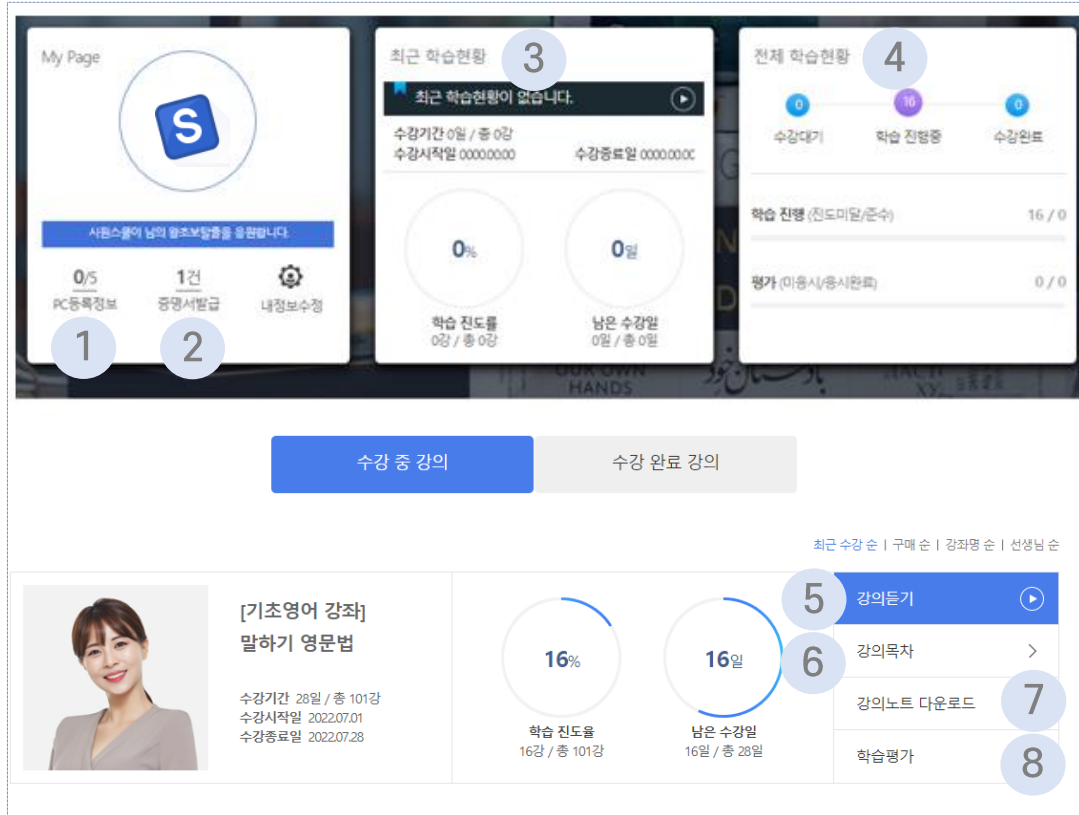 My Page
S
시원스쿨이 님의 왕초보탈출을 응원합니다.
0/5
PC등록정보
1
1건
증명서발급
2
내정보수정
최근 학습현황
3
최근 학습현황이 없습니다.
수강기간 0일 / 총 0강
수강시작일 00000000
수강종료일 0000.00.00
0%
학습 진도률
0강 / 총 0강
0일
남은 수강일
0일 / 총 0일
전체 학습현황
4
0
수강대기
16
학습 진행중
0
수강완료
학습 진행 (진도미달/준수)
16 / 0
평가 (미응시/응시완료)
0 / 0
OUR OWN
HANDS
수강 중 강의
수강 완료 강의
최근 수강 순 | 구매 순 | 강좌명 순 | 선생님 순
[기초영어 강좌]
말하기 영문법
수강기간 28일 / 총 101강
수강시작일 2022.07.01
수강종료일 2022.07.28
16%
학습 진도율
16강 / 총 101강
16일
남은 수강일
16일 / 총 28일
5
강의듣기
6
강의목차
강의노트 다운로드
7
학습평가
8